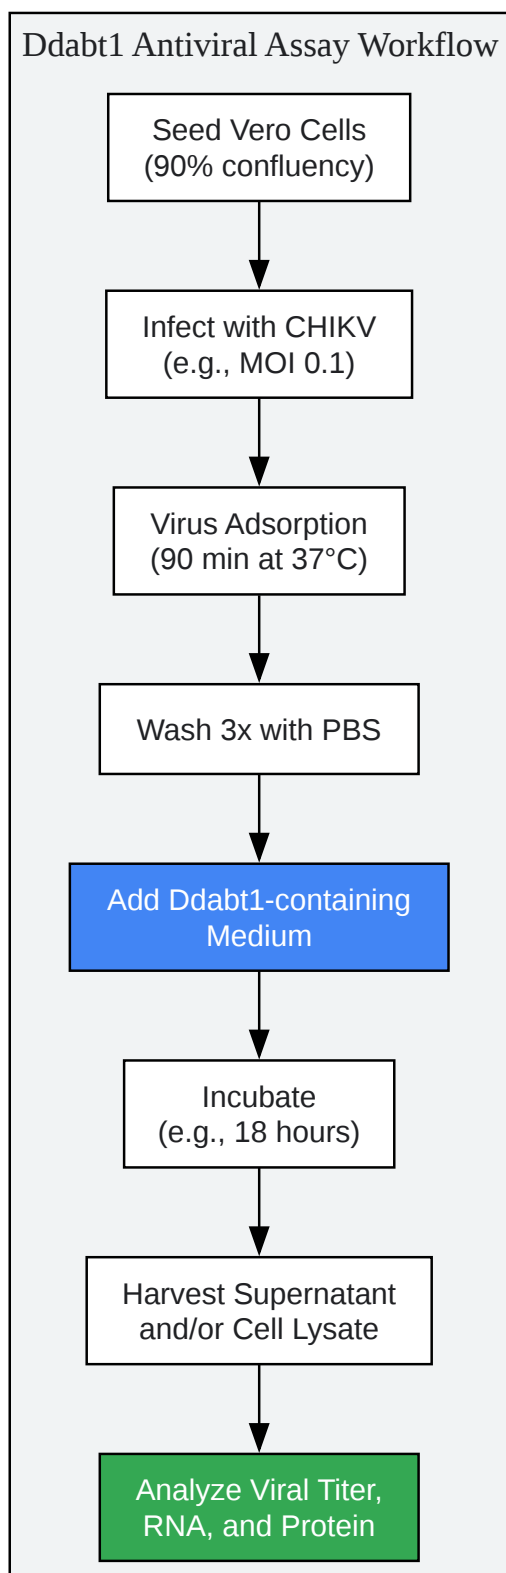 Ddabt1 Antiviral Assay Workflow
Seed Vero Cells
(90% confluency)
Infect with CHIKV
(e.g., MOI 0.1)
Virus Adsorption
(90 min at 37°C)
Wash 3x with PBS
Add Ddabt1-containing
Medium
Incubate
(e.g., 18 hours)
Harvest Supernatant
and/or Cell Lysate
Analyze Viral Titer,
RNA, and Protein